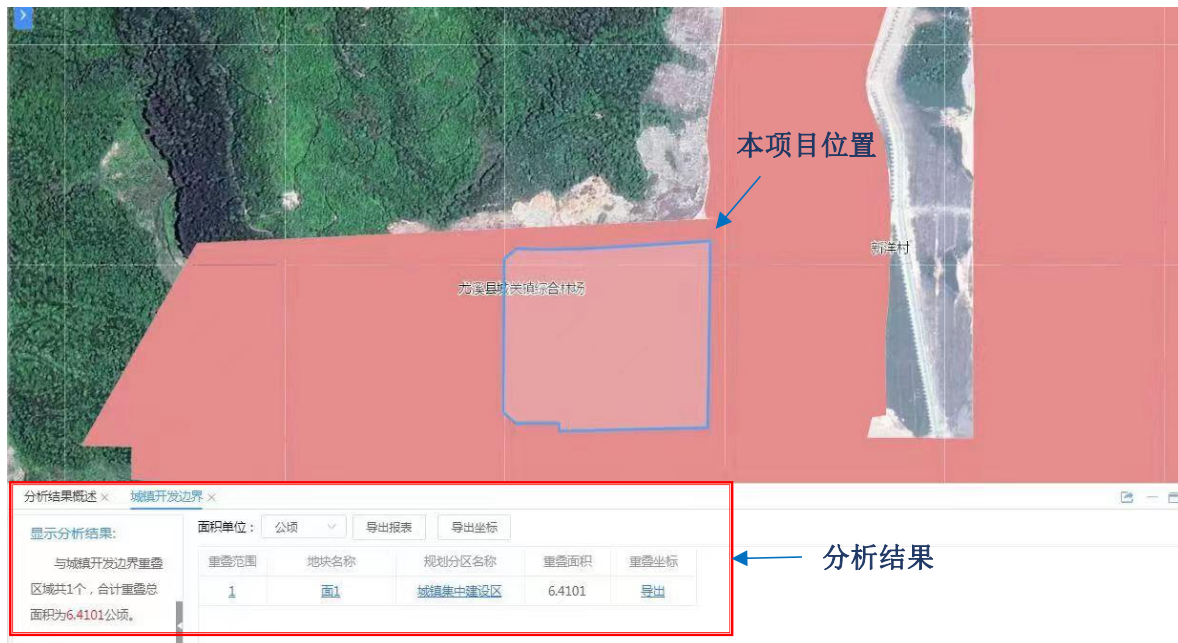 本项目位置
新洋村
尤溪县城关镇综合林场
分析结果概述 ×
城镇开发边界 ×
显示分析结果:
与城镇开发边界重叠
区域共1个，合计重叠总
面积为6.4101公顷。
面积单位：
公顷
导出报表
导出坐标
重叠范围 地块名称 规划分区名称 重叠面积 重叠坐标
1 面1 城镇集中建设区 6.4101 导出
分析结果